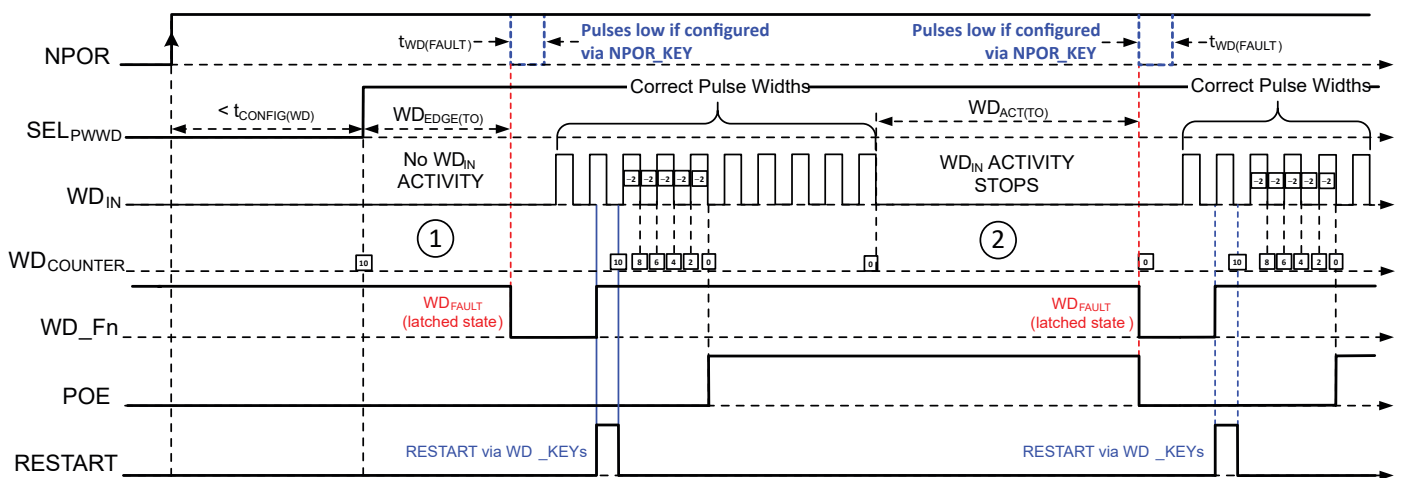 NPOR
tWD(FAULT)
Pulses low if configured
via NPOR_KEY
Pulses low if configured
via NPOR_KEY
tWD(FAULT)
SELPWWD
< tCONFIG(WD)
WDEDGE(TO)
Correct Pulse Widths
WDACT(TO)
Correct Pulse Widths
WDIN
No WDIN
ACTIVITY
−2 −2 −2 −2 −2
WDIN ACTIVITY
STOPS
−2 −2 −2 −2 −2
1
2
WDCOUNTER
10 10 8 6 4 2 0 0 0 10 8 6 4 2 0
WD_Fn
WDFAULT
(latched state)
WDFAULT
(latched state)
POE
RESTART
RESTART via WD _KEYs
RESTART via WD _KEYs